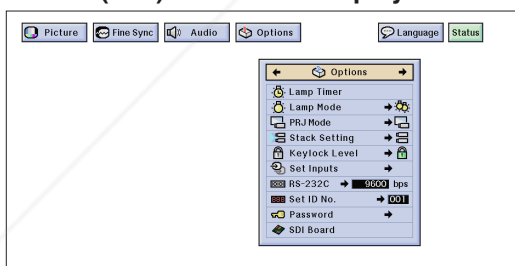 Picture Fine Sync Audio Options Language Status
Options
Lamp Timer
Lamp Mode
PRJ Mode
Stack Setting
Keylock Level
Set Inputs
RS-232C 9600 bps
Set ID No. 001
Password
SDI Board